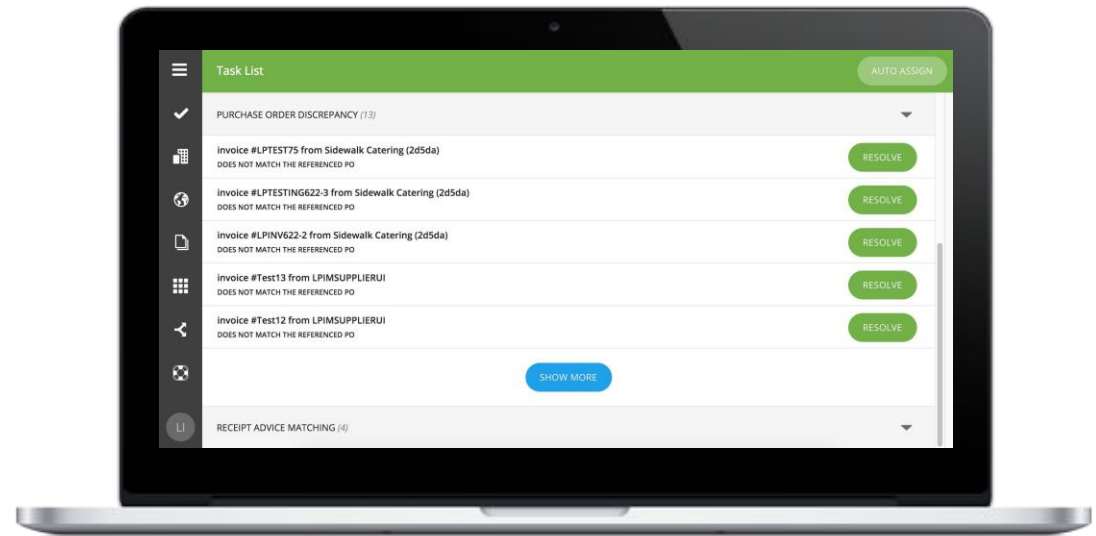 Task List
AUTO ASSIGN
PURCHASE ORDER DISCREPANCY (13)
invoice #LPTEST75 from Sidewalk Catering (2d5da)
DOES NOT MATCH THE REFERENCED PO
RESOLVE
invoice #LPTESTING622-3 from Sidewalk Catering (2d5da)
DOES NOT MATCH THE REFERENCED PO
RESOLVE
invoice #LPINV622-2 from Sidewalk Catering (2d5da)
DOES NOT MATCH THE REFERENCED PO
RESOLVE
invoice #Test13 from LPIMSUPPLIERUI
DOES NOT MATCH THE REFERENCED PO
RESOLVE
invoice #Test12 from LPIMSUPPLIERUI
DOES NOT MATCH THE REFERENCED PO
RESOLVE
SHOW MORE
LI
RECEIPT ADVICE MATCHING (4)